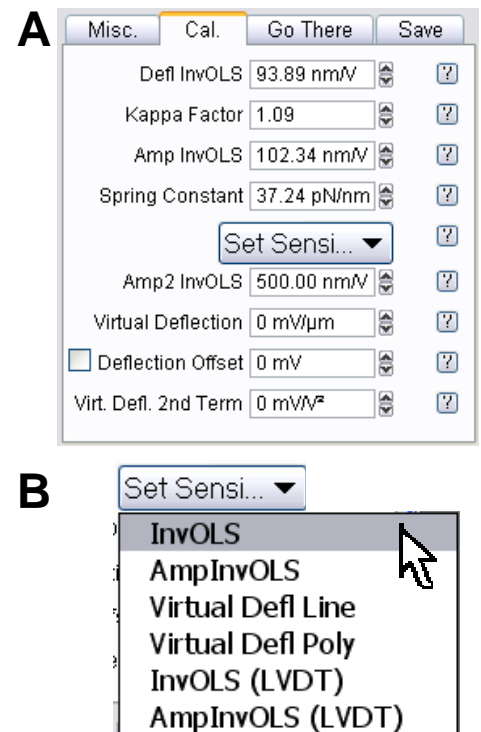 A
Misc. Cal. Go There Save
Defl InvOLS 93.89 nm/V ?
Kappa Factor 1.09 ?
Amp InvOLS 102.34 nm/V ?
Spring Constant 37.24 pN/nm ?
Set Sensi... ?
Amp2 InvOLS 500.00 nm/V ?
Virtual Deflection 0 mV/µm ?
Deflection Offset 0 mV ?
Virt. Defl. 2nd Term 0 mV/V² ?
B
Set Sensi...
InvOLS
AmpInvOLS
Virtual Defl Line
Virtual Defl Poly
InvOLS (LVDT)
AmpInvOLS (LVDT)